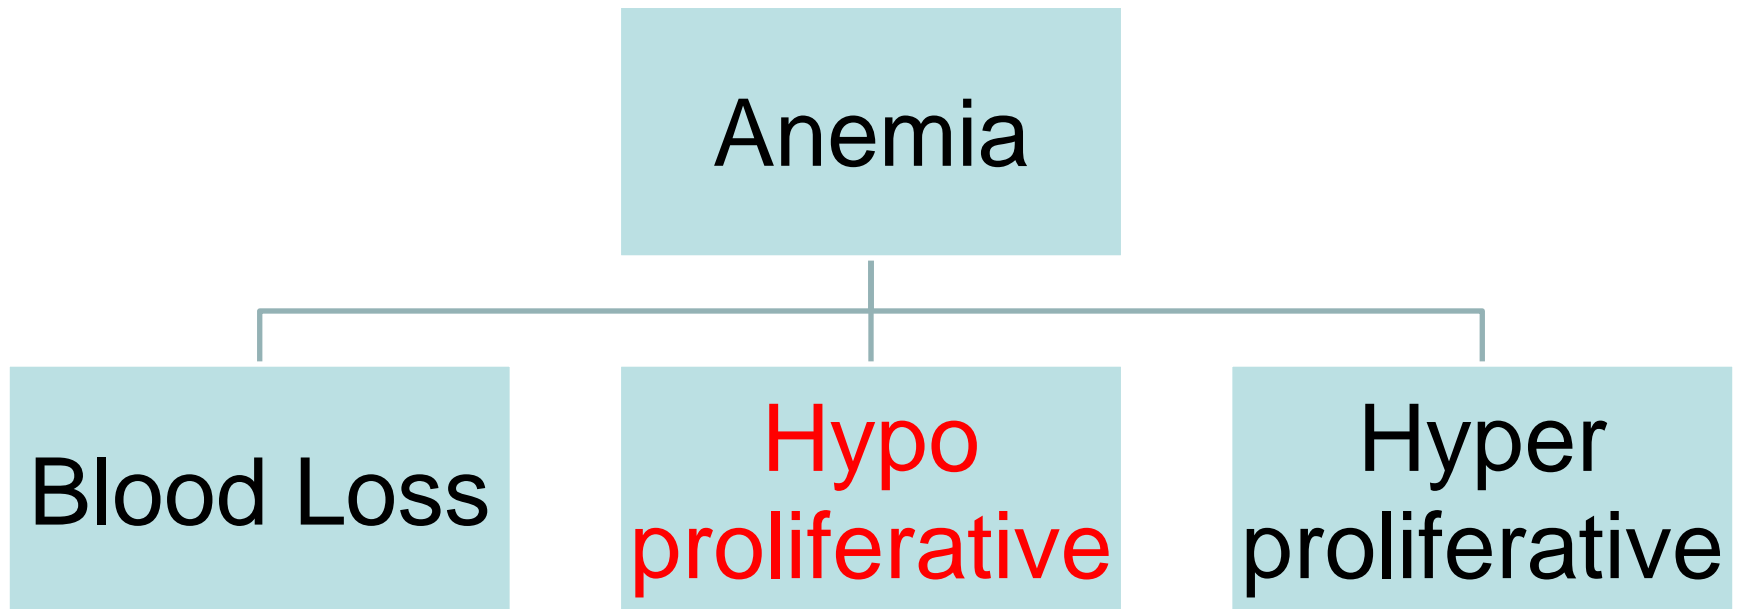 Anemia
Blood Loss
Hypo
proliferative
Hyper
proliferative